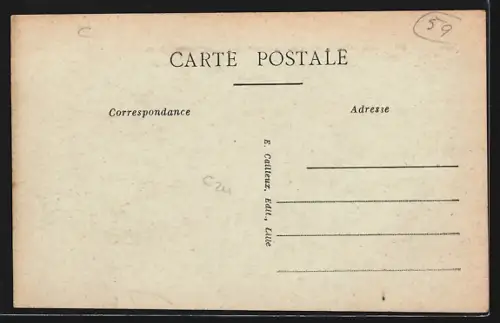 C
59
CARTE POSTALE
Correspondance
Adresse
E. Cailteux, Edit., Lille